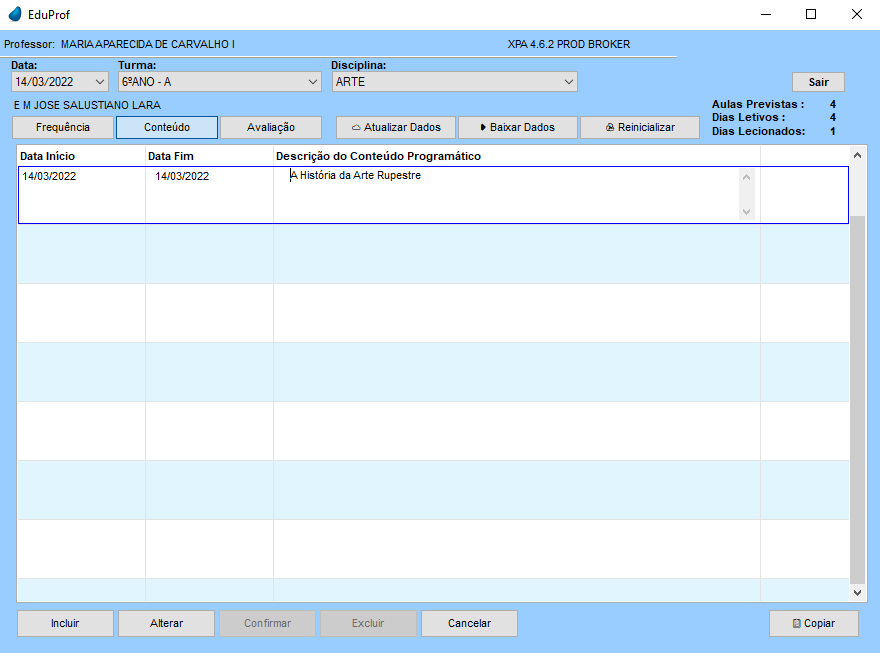 EduProf
Professor: MARIA APARECIDA DE CARVALHO I XPA 4.6.2 PROD BROKER
Data: Turma: Disciplina:
14/03/2022 6ºANO - A ARTE Sair
E M JOSE SALUSTIANO LARA
Aulas Previstas : 4
Dias Letivos : 4
Dias Lecionados: 1
Frequência Conteúdo Avaliação Atualizar Dados Baixar Dados Reinicializar
Data Início Data Fim Descrição do Conteúdo Programático
14/03/2022 14/03/2022 A História da Arte Rupestre
Incluir Alterar Confirmar Excluir Cancelar Copiar